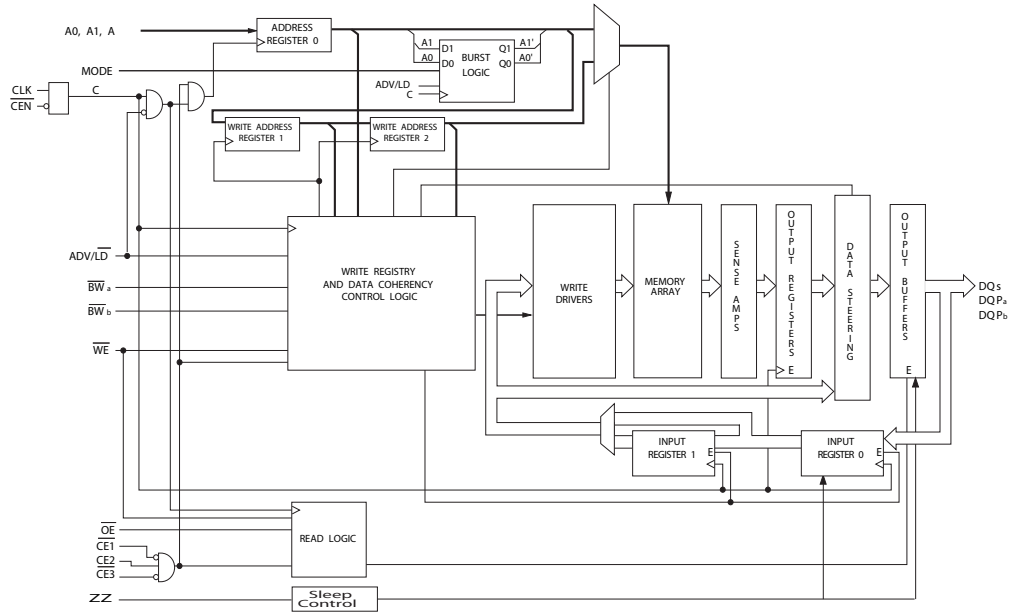 A0, A1, A
ADDRESS
REGISTER 0
A1
A0
D1
D0
BURST
LOGIC
Q1
Q0
A1'
A0'
MODE
ADV/LD
C
CLK
CEN
C
WRITE ADDRESS
REGISTER 1
WRITE ADDRESS
REGISTER 2
ADV/LD
BW a
BW b
WE
WRITE REGISTRY
AND DATA COHERENCY
CONTROL LOGIC
WRITE
DRIVERS
MEMORY
ARRAY
SENSE AMPS
OUTPUT REGISTERS
E
DATA STEERING
OUTPUT BUFFERS
E
DQs
DQPa
DQPb
INPUT
REGISTER 1
E
INPUT
REGISTER 0
E
OE
CE1
CE2
CE3
READ LOGIC
ZZ
Sleep
Control